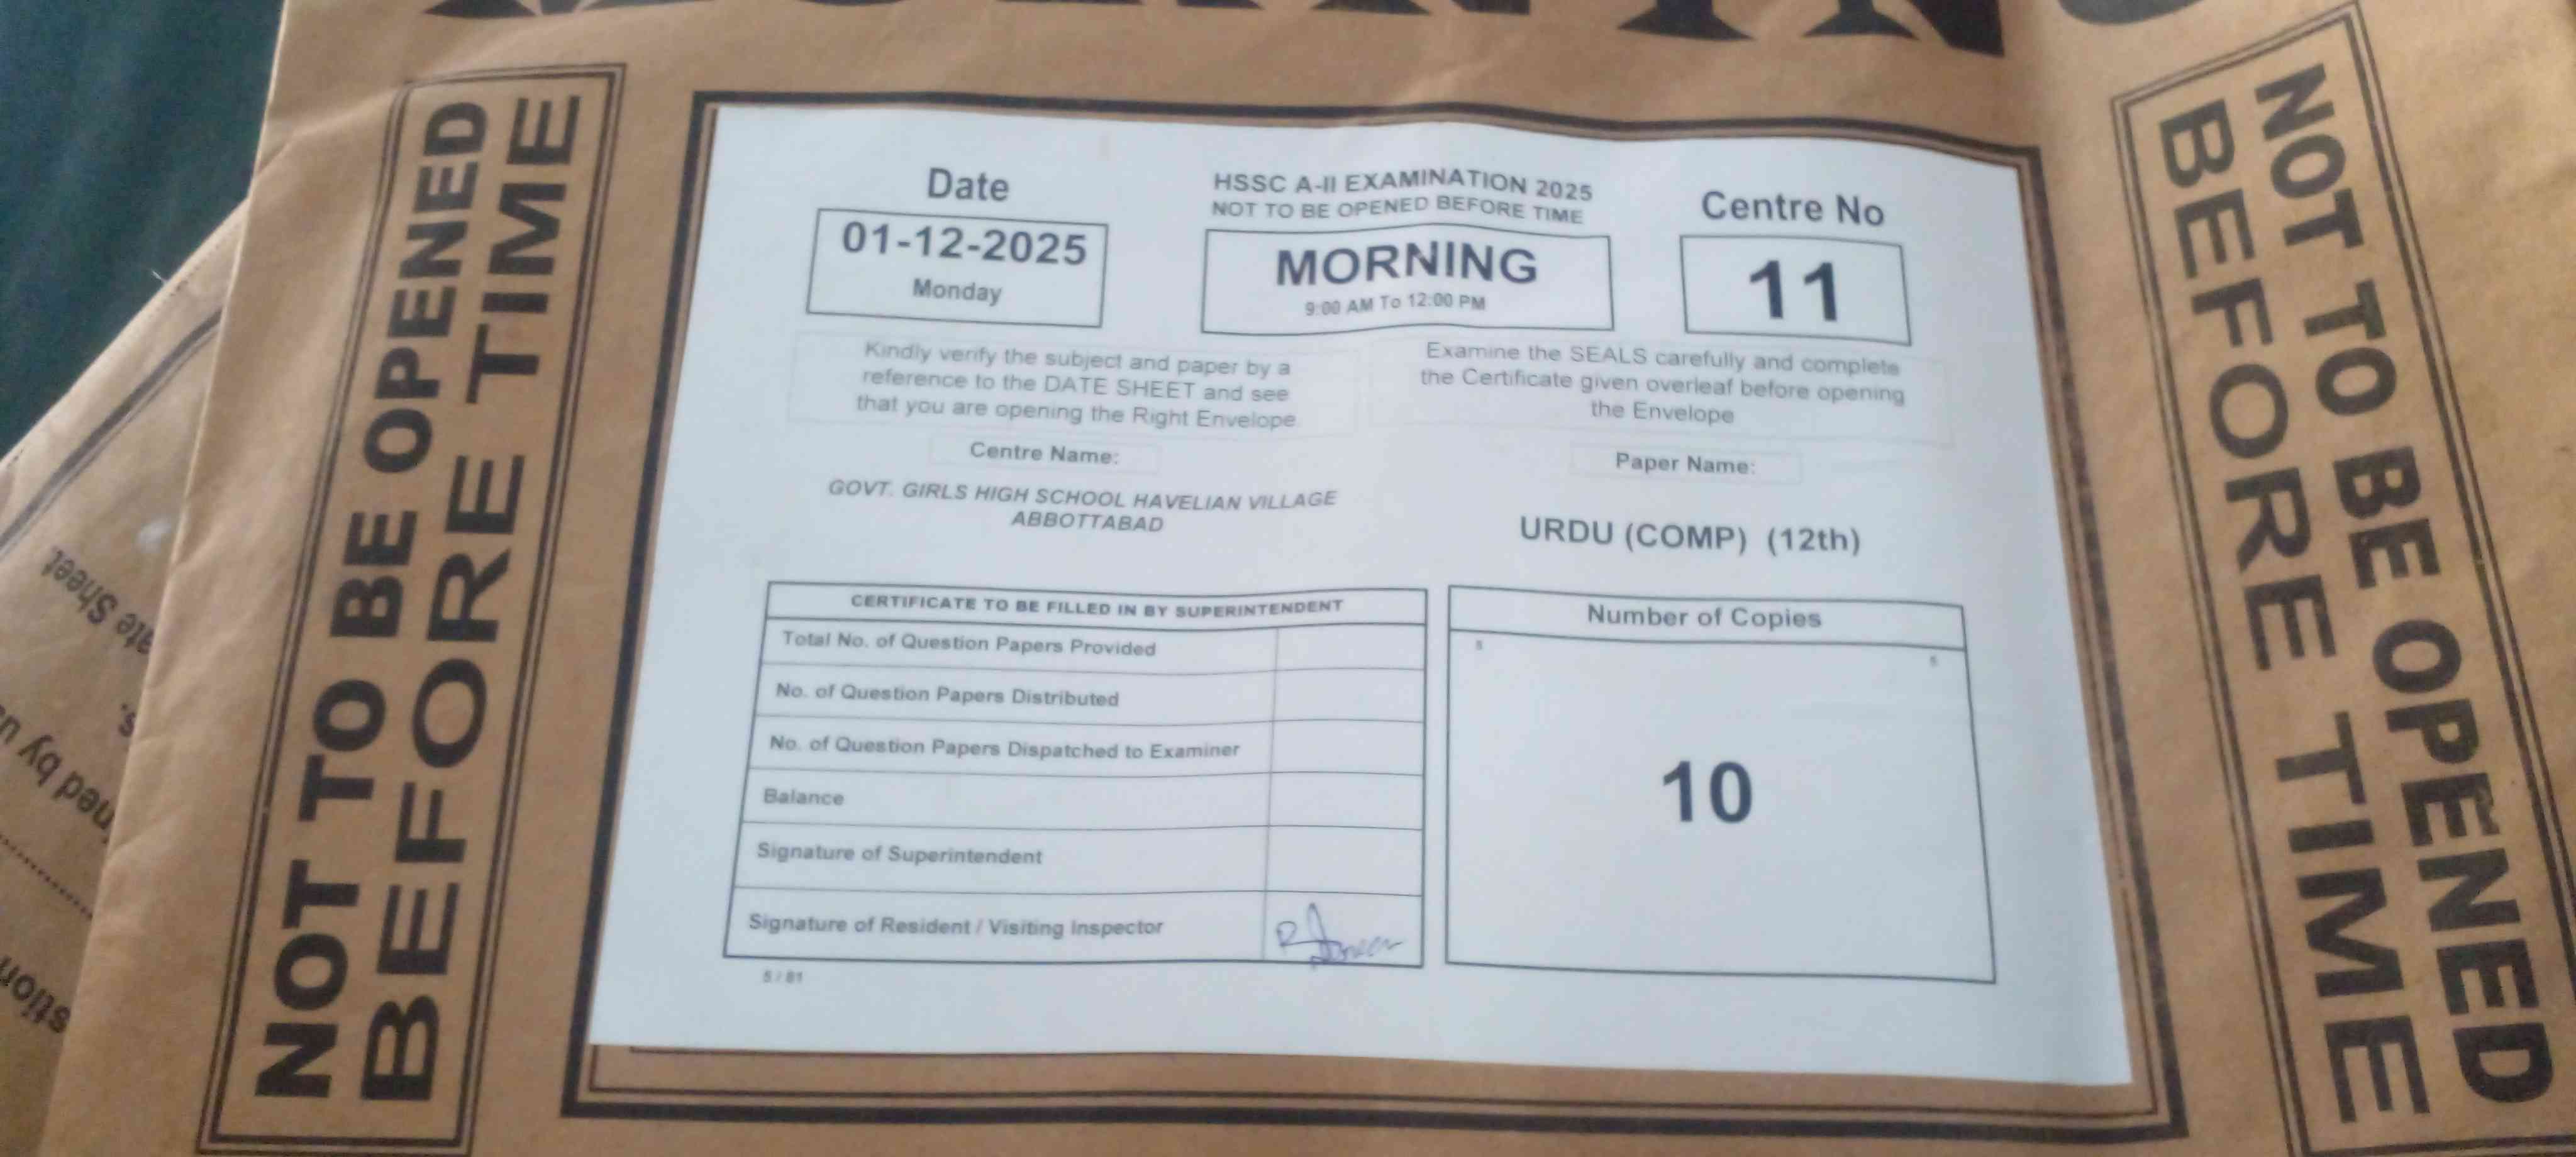 NOT TO BE OPENED
BEFORE TIME
Date
01-12-2025
Monday
HSSC A-II EXAMINATION 2025
NOT TO BE OPENED BEFORE TIME
MORNING
9:00 AM To 12:00 PM
Centre No
11
Kindly verify the subject and paper by a
reference to the DATE SHEET and see
that you are opening the Right Envelope
Examine the SEALS carefully and complete
the Certificate given overleaf before opening
the Envelope
Centre Name:
GOVT. GIRLS HIGH SCHOOL HAVELIAN VILLAGE
ABBOTTABAD
Paper Name:
URDU (COMP) (12th)
CERTIFICATE TO BE FILLED IN BY SUPERINTENDENT
Total No. of Question Papers Provided
No. of Question Papers Distributed
No. of Question Papers Dispatched to Examiner
Balance
Signature of Superintendent
Signature of Resident / Visiting Inspector
5 / 81
Number of Copies
5
5
10
NOT TO BE OPENED
BEFORE TIME
Sheet
by